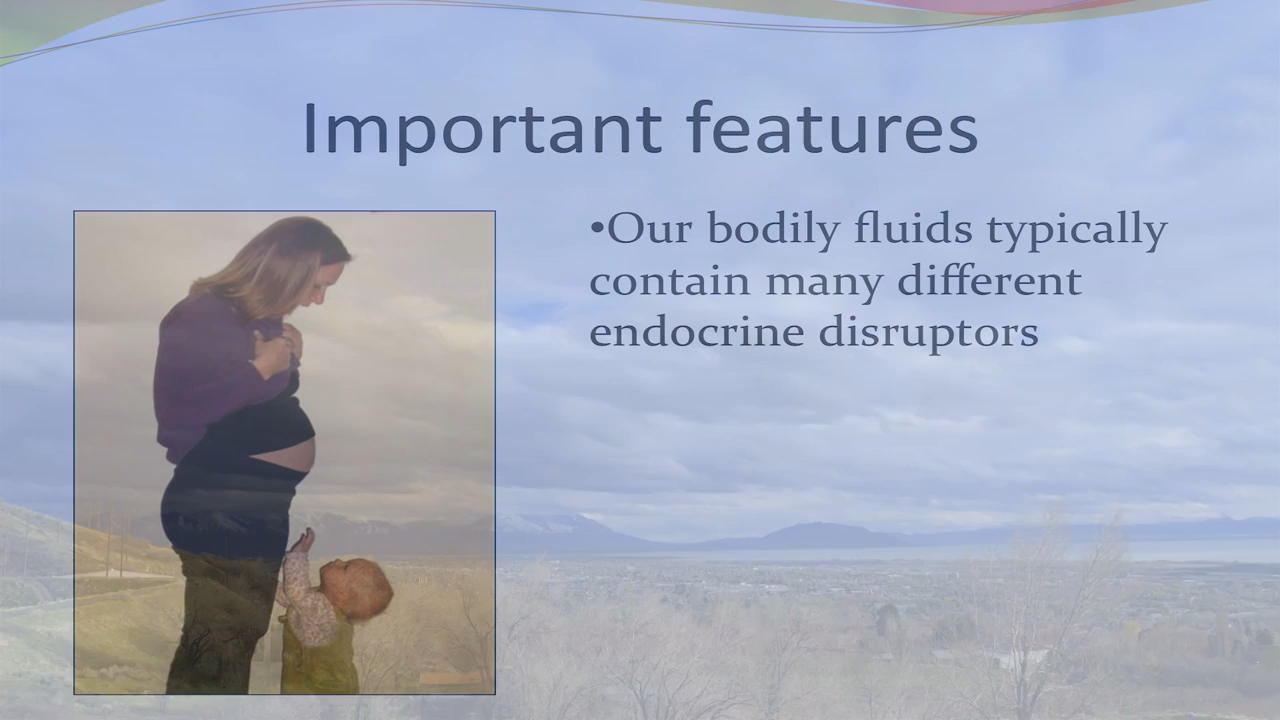 Important features
•Our bodily fluids typically
contain many different
endocrine disruptors